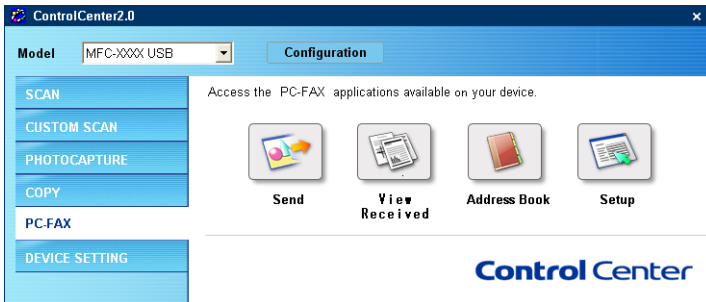 ControlCenter2.0
Model MFC-XXXX USB Configuration
SCAN
CUSTOM SCAN
PHOTOCAPTURE
COPY
PC-FAX
DEVICE SETTING
Access the PC-FAX applications available on your device.
Send View Received Address Book Setup
Control Center